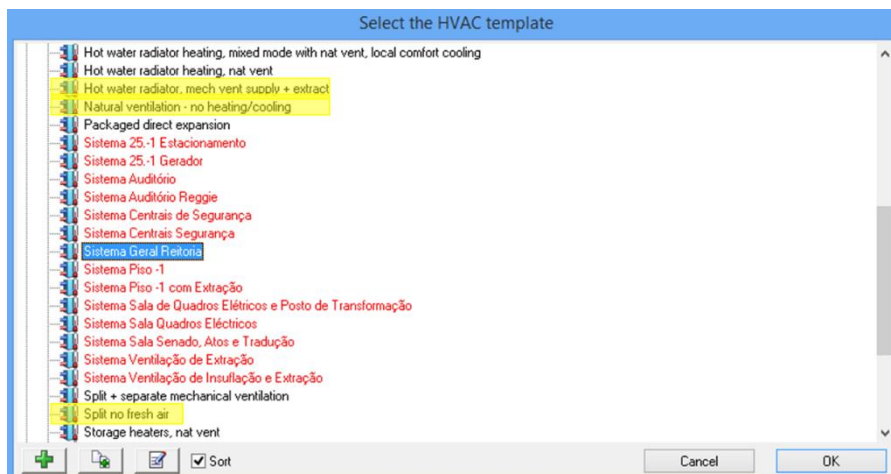 Select the HVAC template
Hot water radiator heating, mixed mode with nat vent, local comfort cooling
Hot water radiator heating, nat vent
Hot water radiator, mech vent supply + extract
Natural ventilation - no heating/cooling
Packaged direct expansion
Sistema 25.-1 Estacionamento
Sistema 25.-1 Gerador
Sistema Auditório
Sistema Auditório Reggie
Sistema Centrais de Segurança
Sistema Centrais Segurança
Sistema Geral Reitoria
Sistema Piso -1
Sistema Piso -1 com Extração
Sistema Sala de Quadros Elétricos e Posto de Transformação
Sistema Sala Quadros Eléctricos
Sistema Sala Senado, Atos e Tradução
Sistema Ventilação de Extração
Sistema Ventilação de Insuflação e Extração
Split + separate mechanical ventilation
Split no fresh air
Storage heaters, nat vent
Sort
Cancel
OK